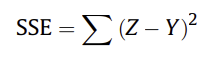 SSE = ∑ (Z − Y)²